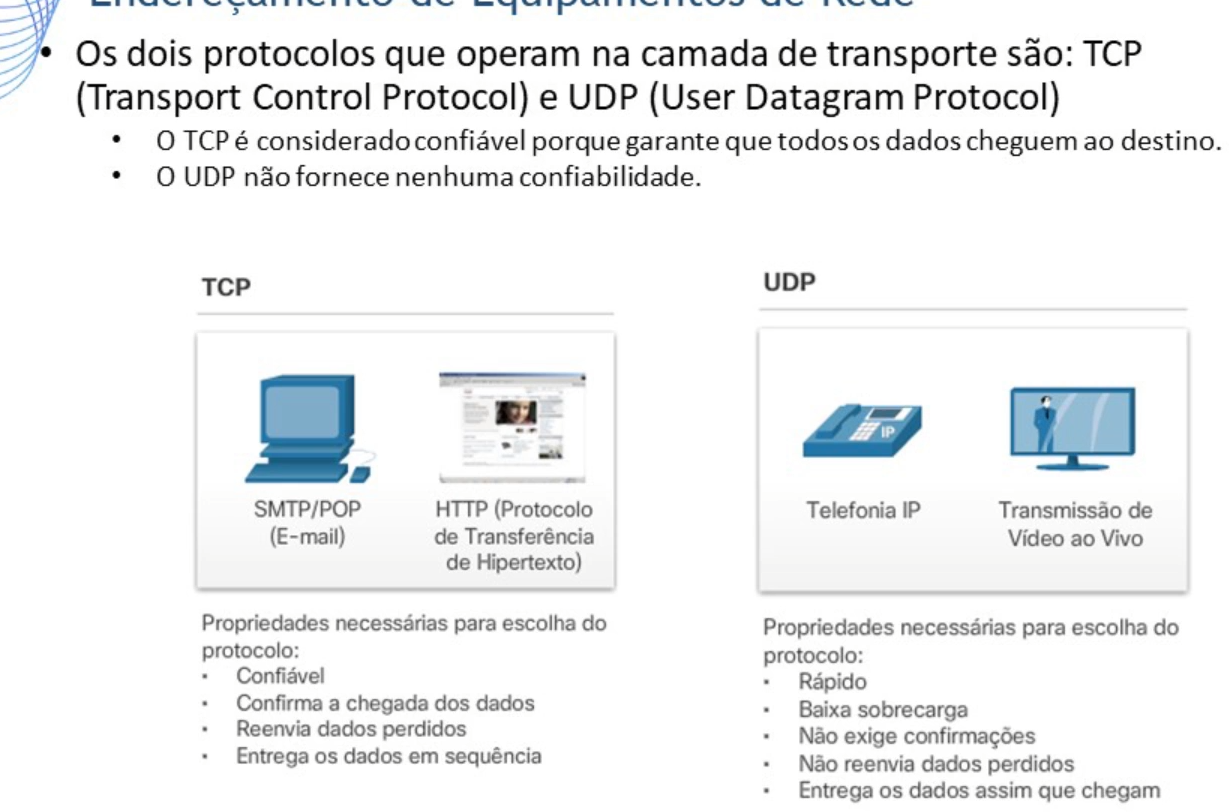 Endereçamento de Equipamentos de Rede
• Os dois protocolos que operam na camada de transporte são: TCP
(Transport Control Protocol) e UDP (User Datagram Protocol)
• O TCP é considerado confiável porque garante que todos os dados cheguem ao destino.
• O UDP não fornece nenhuma confiabilidade.
TCP
SMTP/POP
(E-mail)
HTTP (Protocolo
de Transferência
de Hipertexto)
Propriedades necessárias para escolha do
protocolo:
• Confiável
• Confirma a chegada dos dados
• Reenvia dados perdidos
• Entrega os dados em sequência
UDP
IP
Telefonia IP
Transmissão de
Vídeo ao Vivo
Propriedades necessárias para escolha do
protocolo:
• Rápido
• Baixa sobrecarga
• Não exige confirmações
• Não reenvia dados perdidos
• Entrega os dados assim que chegam